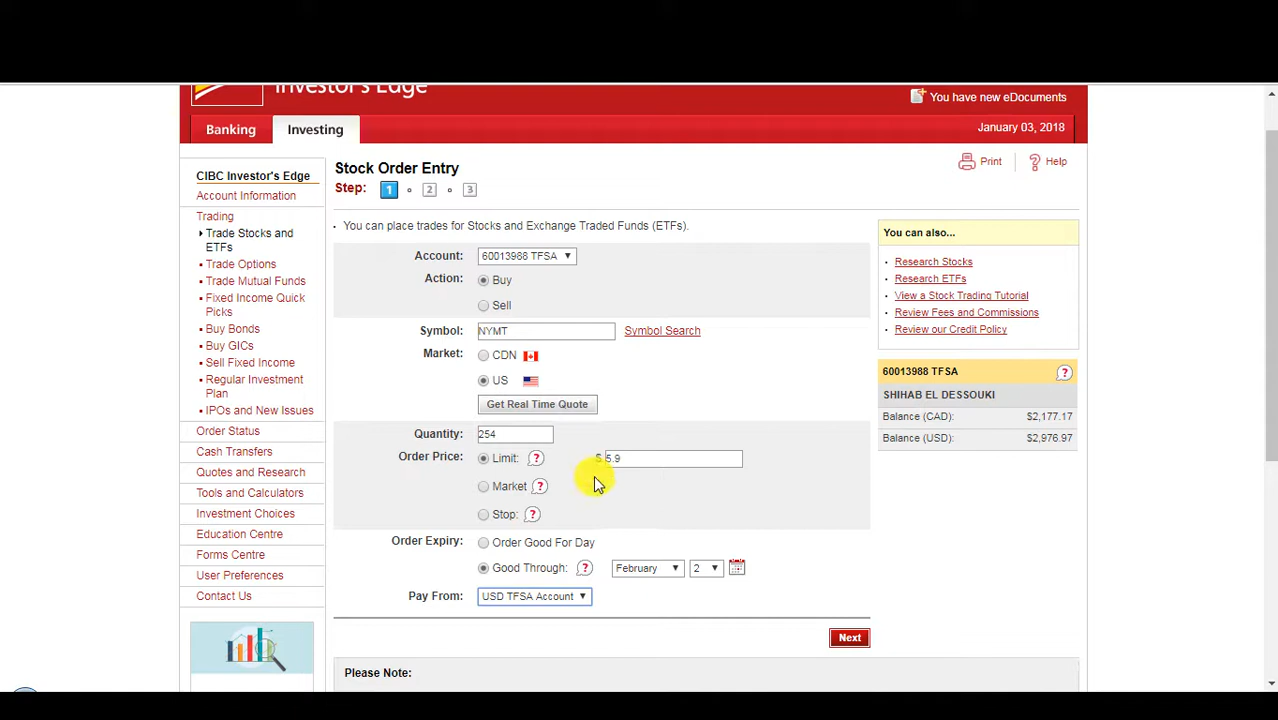 Investor's Edge
You have new eDocuments
Banking
Investing
January 03, 2018
CIBC Investor's Edge
Account Information
Trading
Trade Stocks and
ETFs
Trade Options
Trade Mutual Funds
Fixed Income Quick
Picks
Buy Bonds
Buy GICs
Sell Fixed Income
Regular Investment
Plan
IPOs and New Issues
Order Status
Cash Transfers
Quotes and Research
Tools and Calculators
Investing Choices
Education Centre
Forms Centre
User Preferences
Contact Us
Stock Order Entry
Print
Help
Step: 1 2 3
You can place trades for Stocks and Exchange Traded Funds (ETFs).
Account: 60013988 TFSA
Action: Buy
Sell
Symbol: NYMT Symbol Search
Market: CDN
US
Get Real Time Quote
Quantity: 254
Order Price: Limit: ? $ 5.9
Market ?
Stop: ?
Order Expiry: Order Good For Day
Good Through: ? February 2
Pay From: USD TFSA Account
Next
Please Note:
You can also...
Research Stocks
Research ETFs
View a Stock Trading Tutorial
Review Fees and Commissions
Review our Credit Policy
60013988 TFSA ?
SHIHAB EL DESSOUKI
Balance (CAD): $2,177.17
Balance (USD): $2,976.97